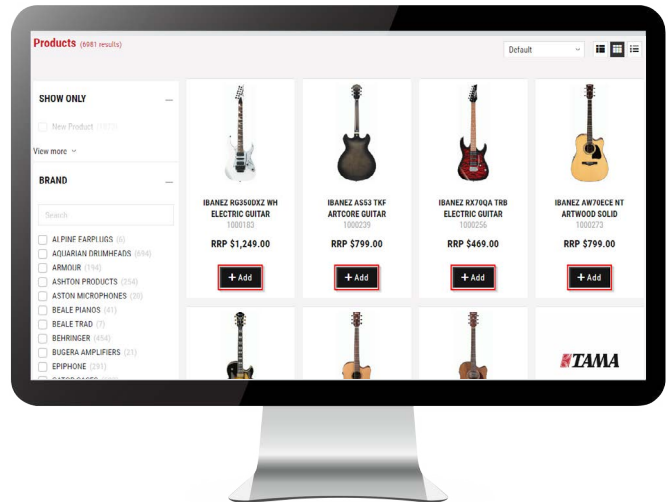 Products (6981 results)
Default
SHOW ONLY
New Product
View more
BRAND
Search
ALPINE EARPLUGS (6)
AQUARIAN DRUMHEADS (694)
ARMOUR (194)
ASHTON PRODUCTS (254)
ASTON MICROPHONES (20)
BEALE PIANOS (41)
BEALE TRAD (7)
BEHRINGER (454)
BUGERA AMPLIFIERS (21)
EPIPHONE (291)
IBANEZ RG350DXZ WH
ELECTRIC GUITAR
1000183
RRP $1,249.00
+ Add
IBANEZ AS53 TKF
ARTCORE GUITAR
1000239
RRP $799.00
+ Add
IBANEZ RX70QA TRB
ELECTRIC GUITAR
1000256
RRP $469.00
+ Add
IBANEZ AW70ECE NT
ARTWOOD SOLID
1000273
RRP $799.00
+ Add
TAMA